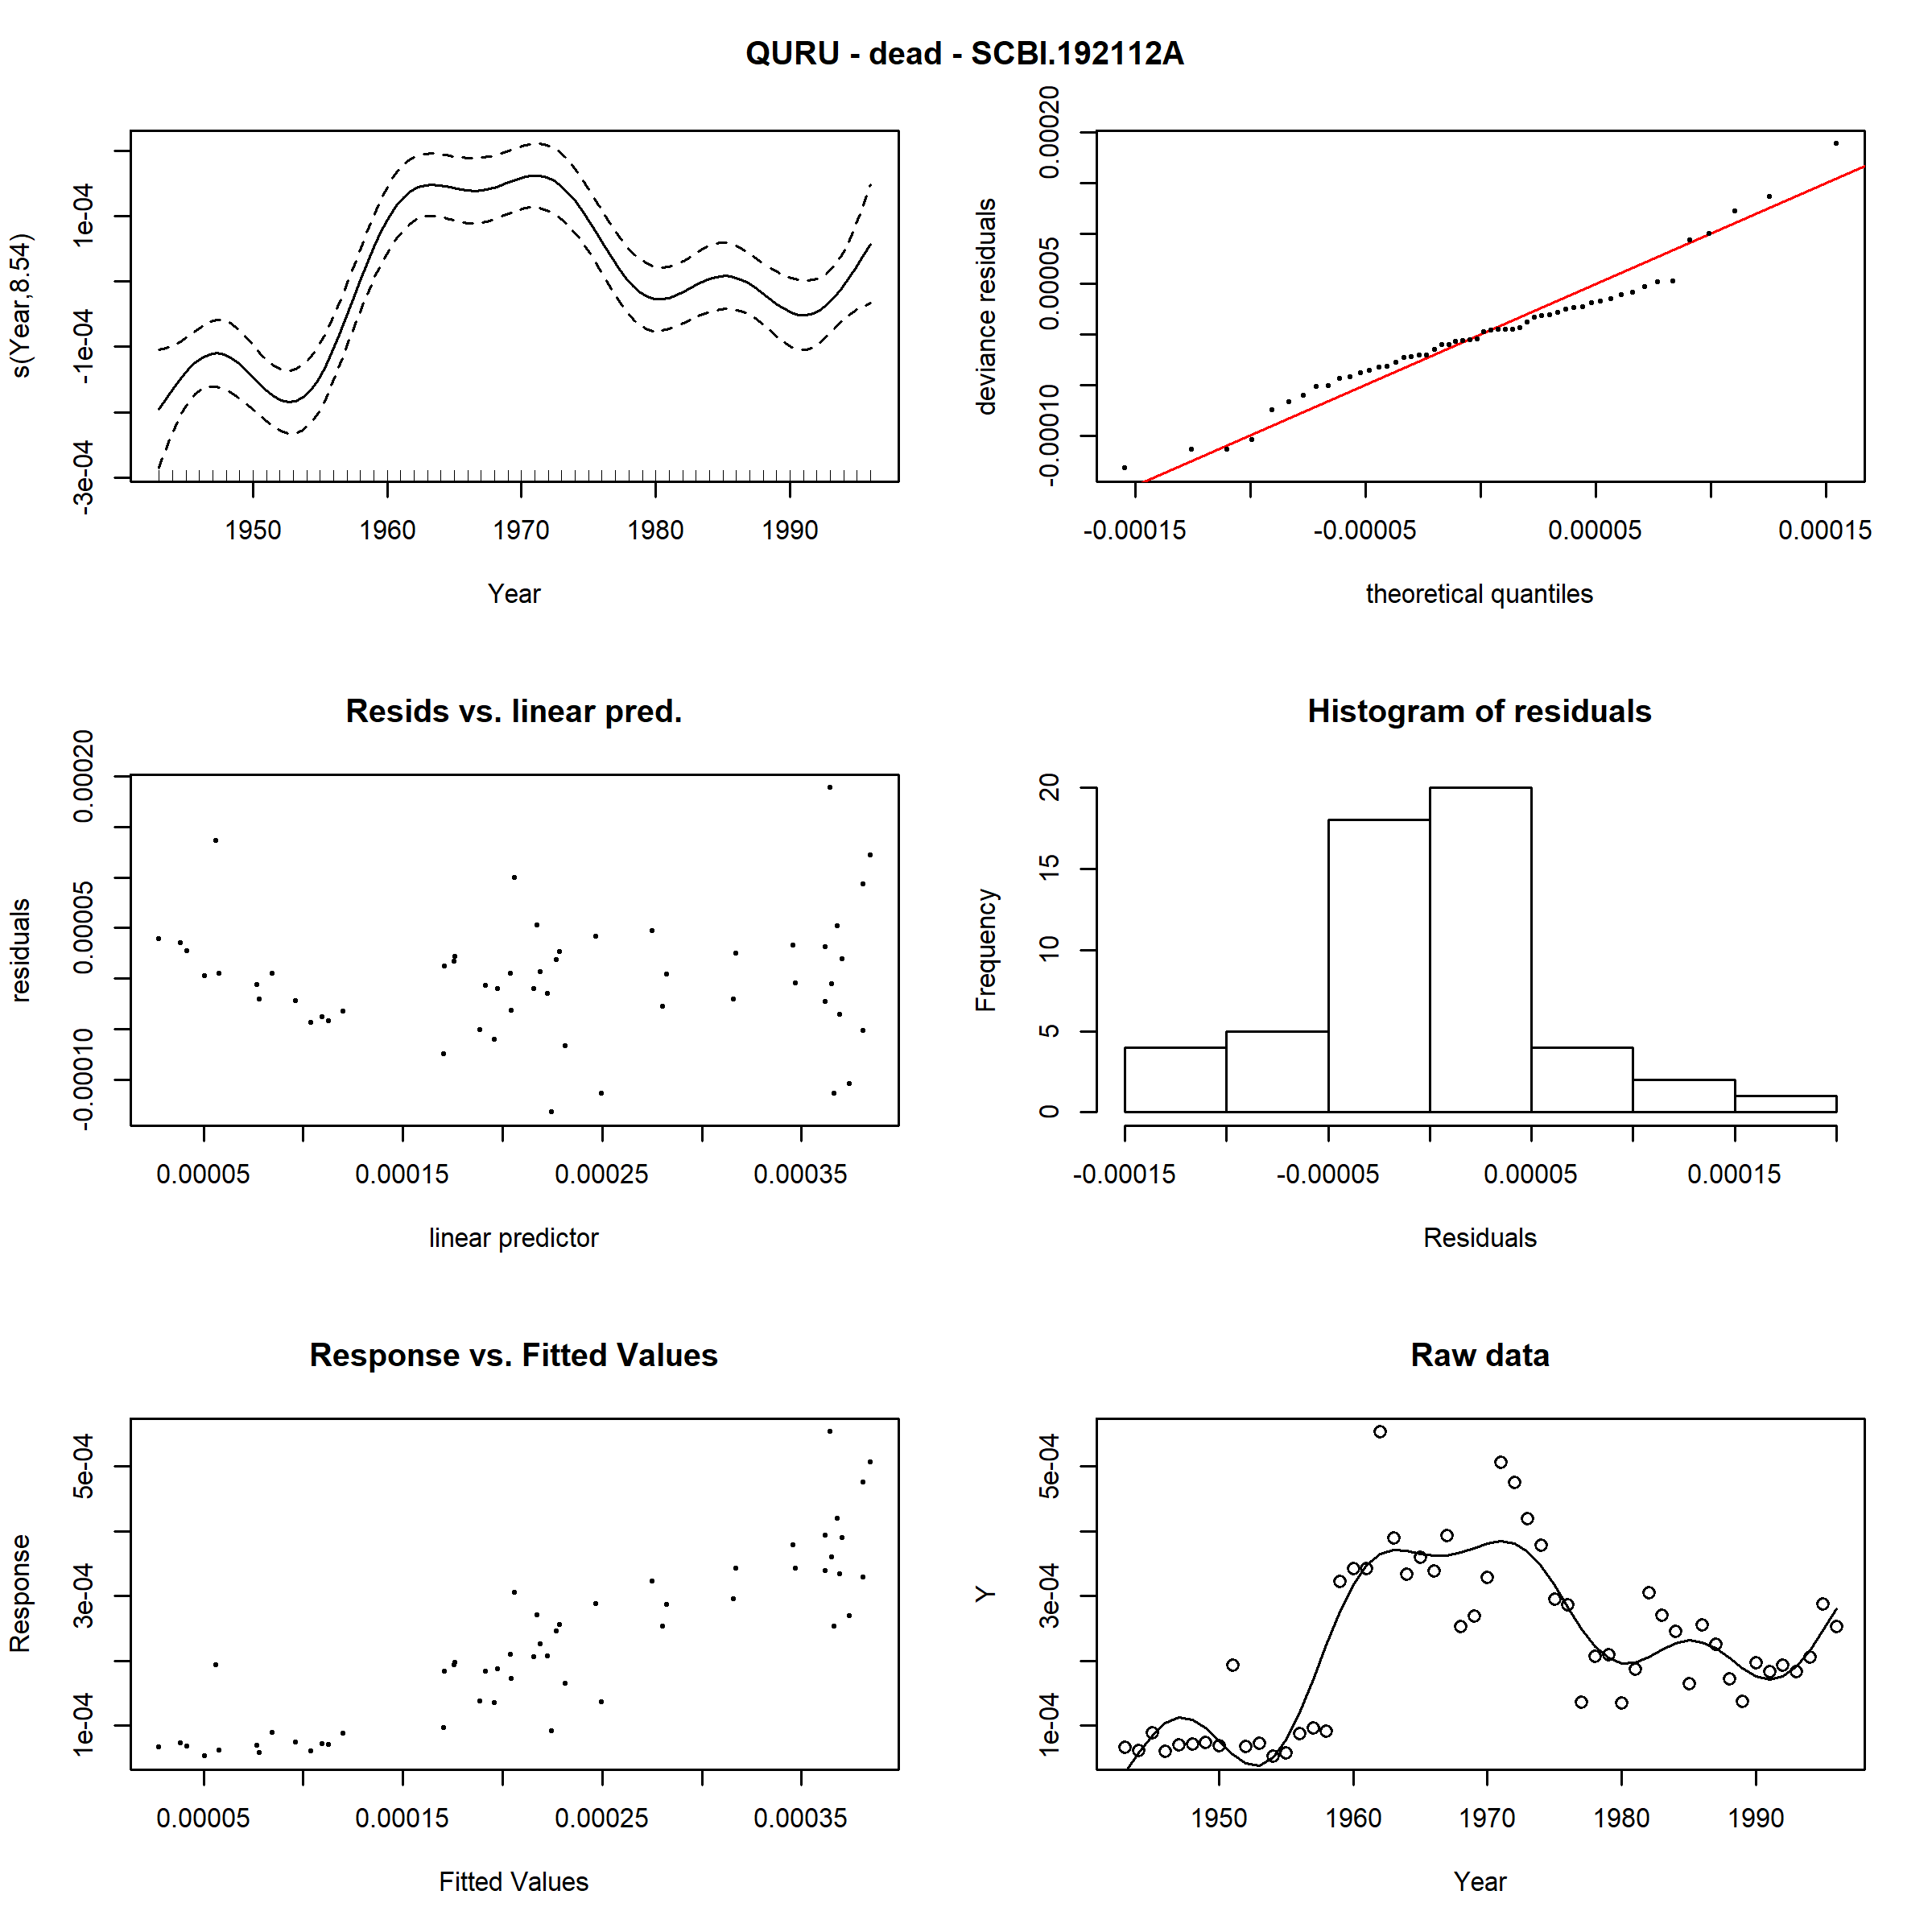 QURU - dead - SCBI.192112A
s(Year,8.54)
1e-04
-1e-04
-3e-04
1950 1960 1970 1980 1990
Year
deviance residuals
0.00020
0.00005
-0.00010
-0.00015 -0.00005 0.00005 0.00015
theoretical quantiles
Resids vs. linear pred.
residuals
0.00020
0.00005
-0.00010
0.00005 0.00015 0.00025 0.00035
linear predictor
Histogram of residuals
Frequency
20
15
10
5
0
-0.00015 -0.00005 0.00005 0.00015
Residuals
Response vs. Fitted Values
Response
5e-04
3e-04
1e-04
0.00005 0.00015 0.00025 0.00035
Fitted Values
Raw data
Y
5e-04
3e-04
1e-04
1950 1960 1970 1980 1990
Year